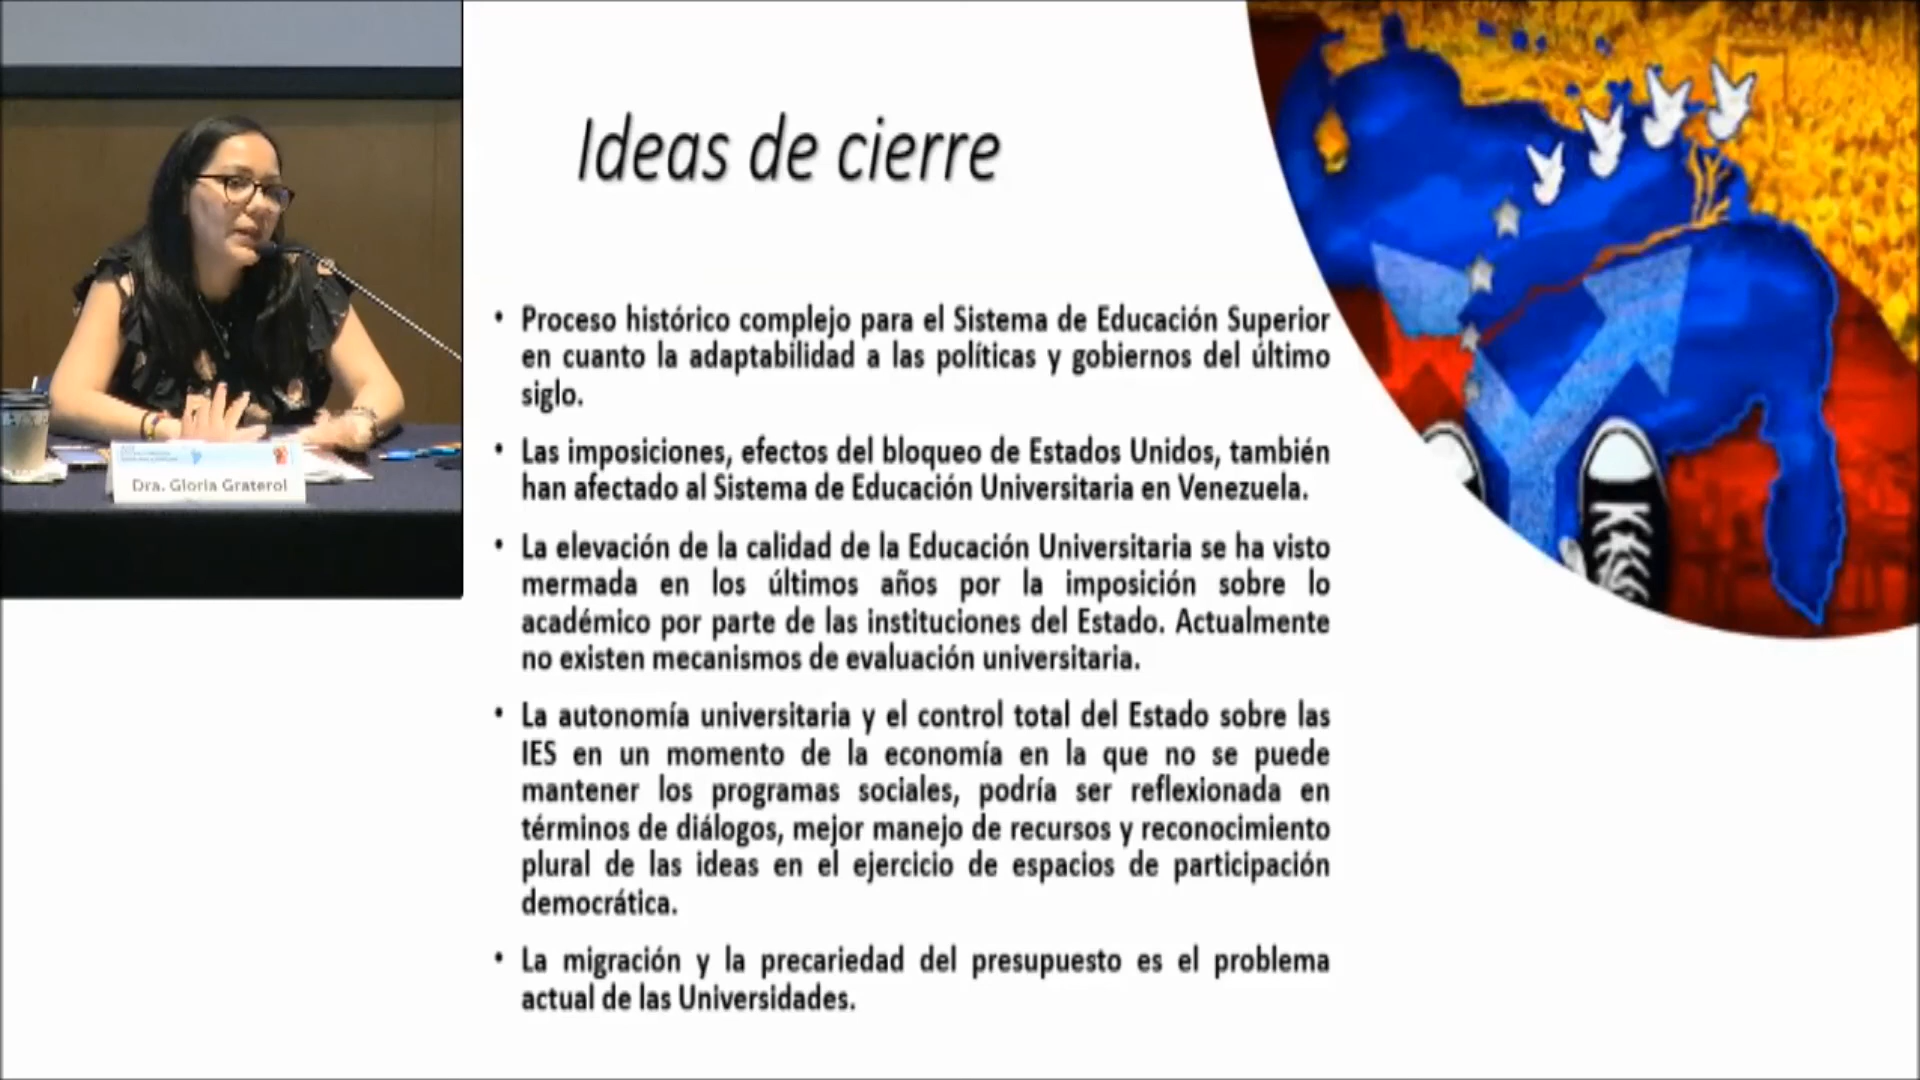 Ideas de cierre
• Proceso histórico complejo para el Sistema de Educación Superior
en cuanto la adaptabilidad a las políticas y gobiernos del último
siglo.
• Las imposiciones, efectos del bloqueo de Estados Unidos, también
han afectado al Sistema de Educación Universitaria en Venezuela.
• La elevación de la calidad de la Educación Universitaria se ha visto
mermada en los últimos años por la imposición sobre lo
académico por parte de las instituciones del Estado. Actualmente
no existen mecanismos de evaluación universitaria.
• La autonomía universitaria y el control total del Estado sobre las
IES en un momento de la economía en la que no se puede
mantener los programas sociales, podría ser reflexionada en
términos de diálogos, mejor manejo de recursos y reconocimiento
plural de las ideas en el ejercicio de espacios de participación
democrática.
• La migración y la precariedad del presupuesto es el problema
actual de las Universidades.
Dra. Gloria Graterol